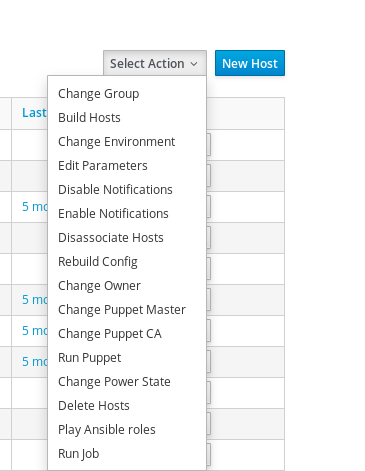 Select Action
New Host
Last
Change Group
Build Hosts
Change Environment
Edit Parameters
Disable Notifications
5 mo
Enable Notifications
Disassociate Hosts
Rebuild Config
Change Owner
5 mo
Change Puppet Master
5 mo
Change Puppet CA
Run Puppet
5 mo
Change Power State
Delete Hosts
Play Ansible roles
Run Job